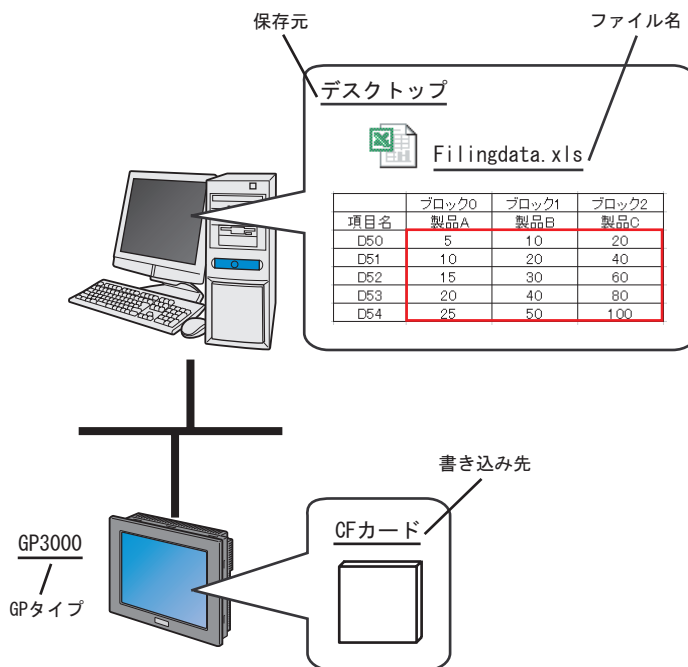 保存元
ファイル名
デスクトップ
Filingdata.xls
ブロック0 ブロック1 ブロック2
項目名 製品A 製品B 製品C
D50 5 10 20
D51 10 20 40
D52 15 30 60
D53 20 40 80
D54 25 50 100
書き込み先
CFカード
GP3000
GPタイプ